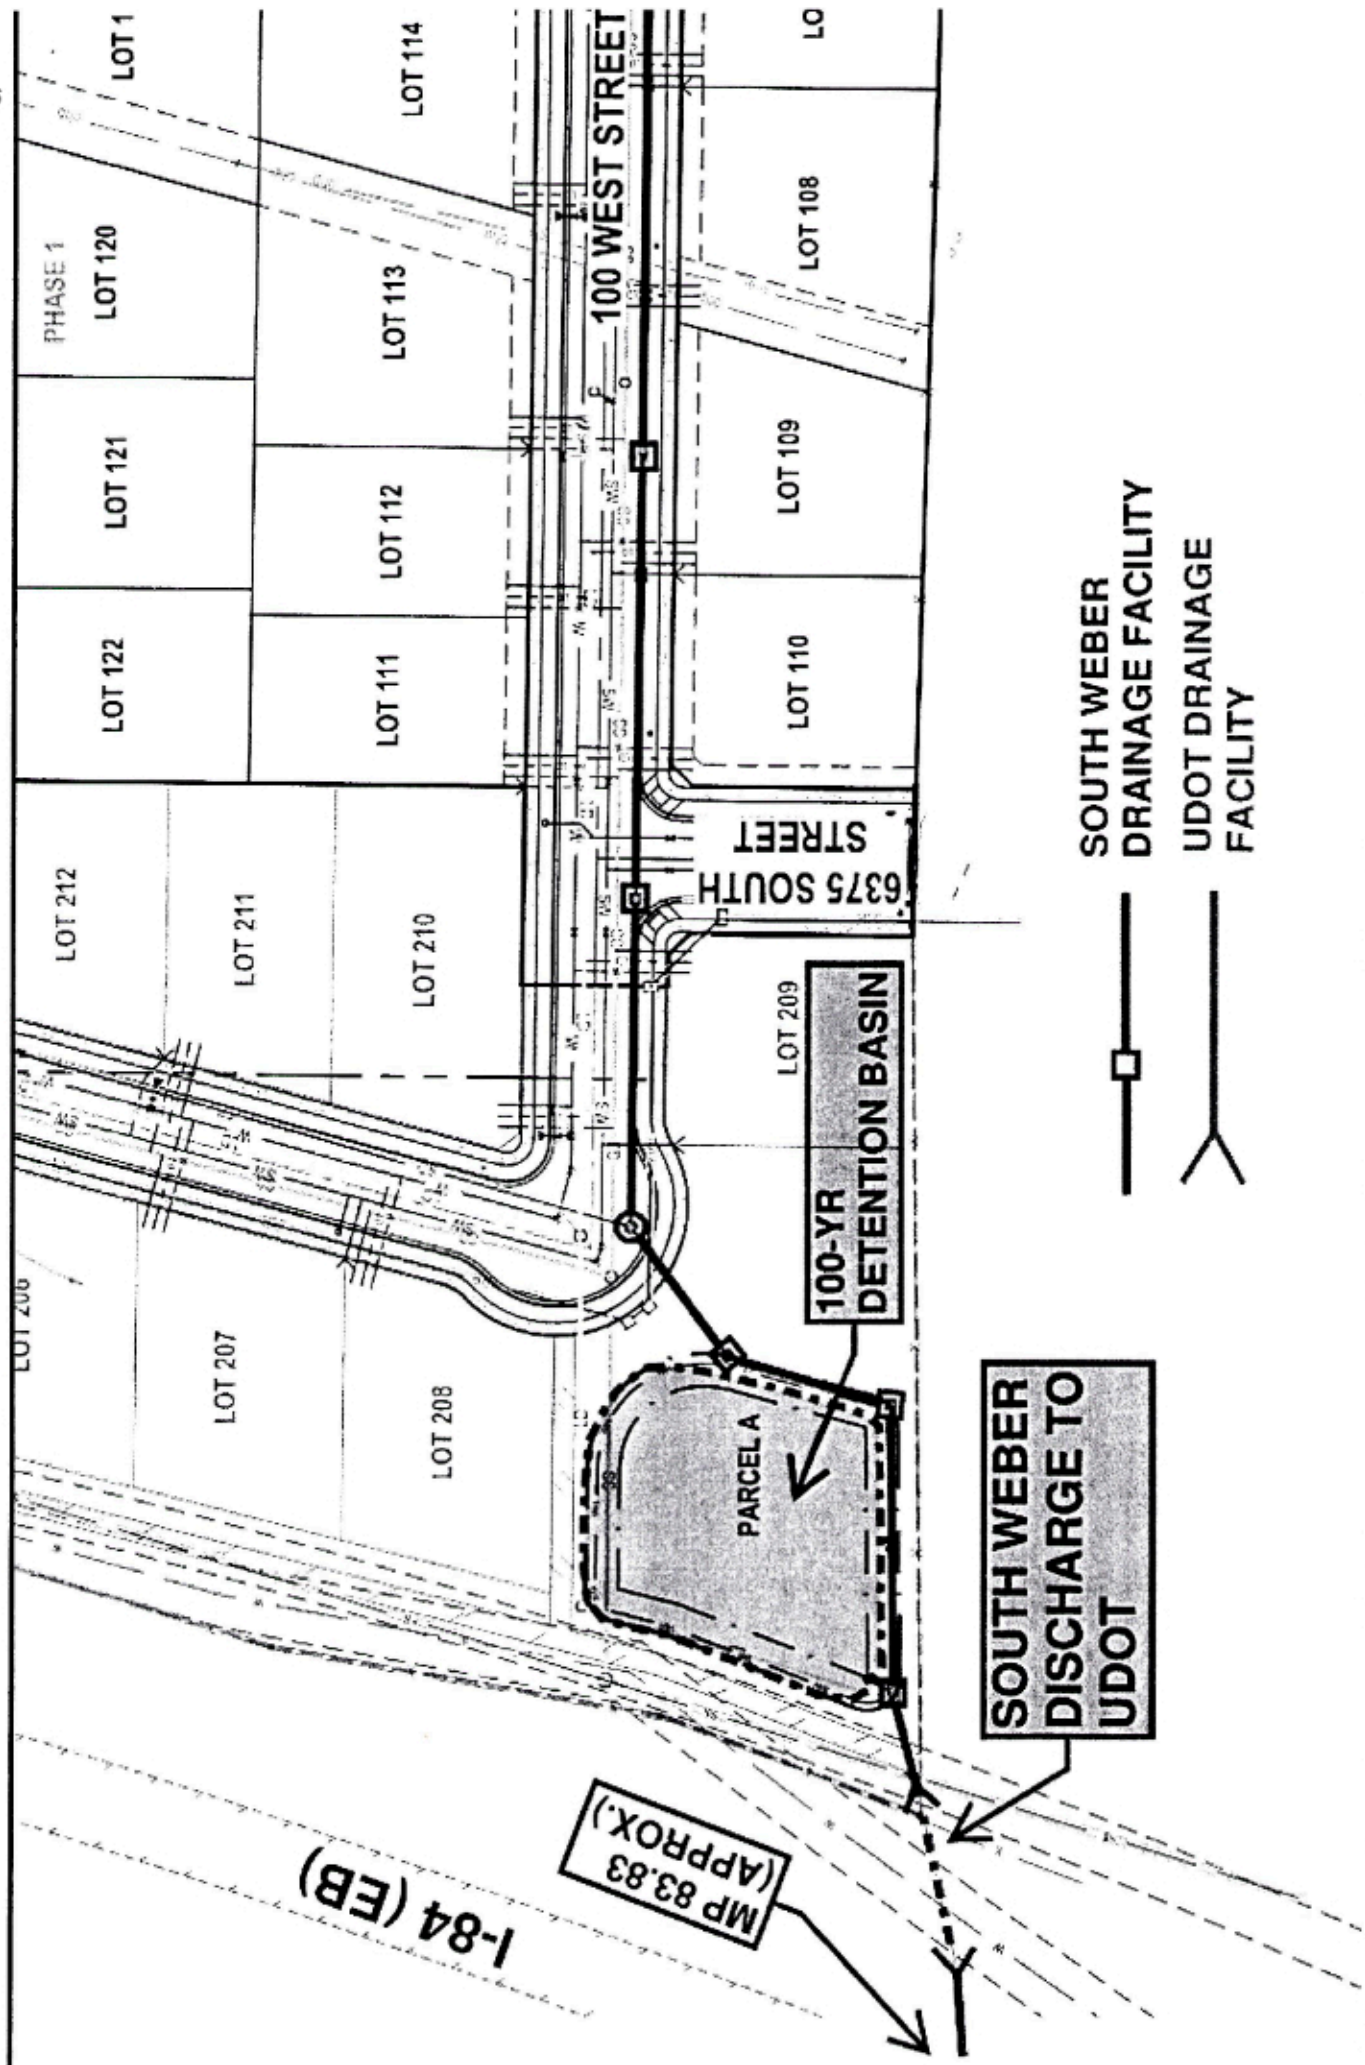 LOT 1
LOT 114
100 WEST STREET
LO
PHASE 1
LOT 120
LOT 113
LOT 108
LOT 121
LOT 112
LOT 109
LOT 122
LOT 111
LOT 110
6375 SOUTH
STREET
LOT 212
LOT 211
LOT 210
LOT 209
LOT 206
LOT 207
LOT 208
PARCEL A
100-YR
DETENTION BASIN
SOUTH WEBER
DISCHARGE TO
UDOT
MP 83.83
(APPROX.)
I-84 (EB)
SOUTH WEBER
DRAINAGE FACILITY
UDOT DRAINAGE
FACILITY